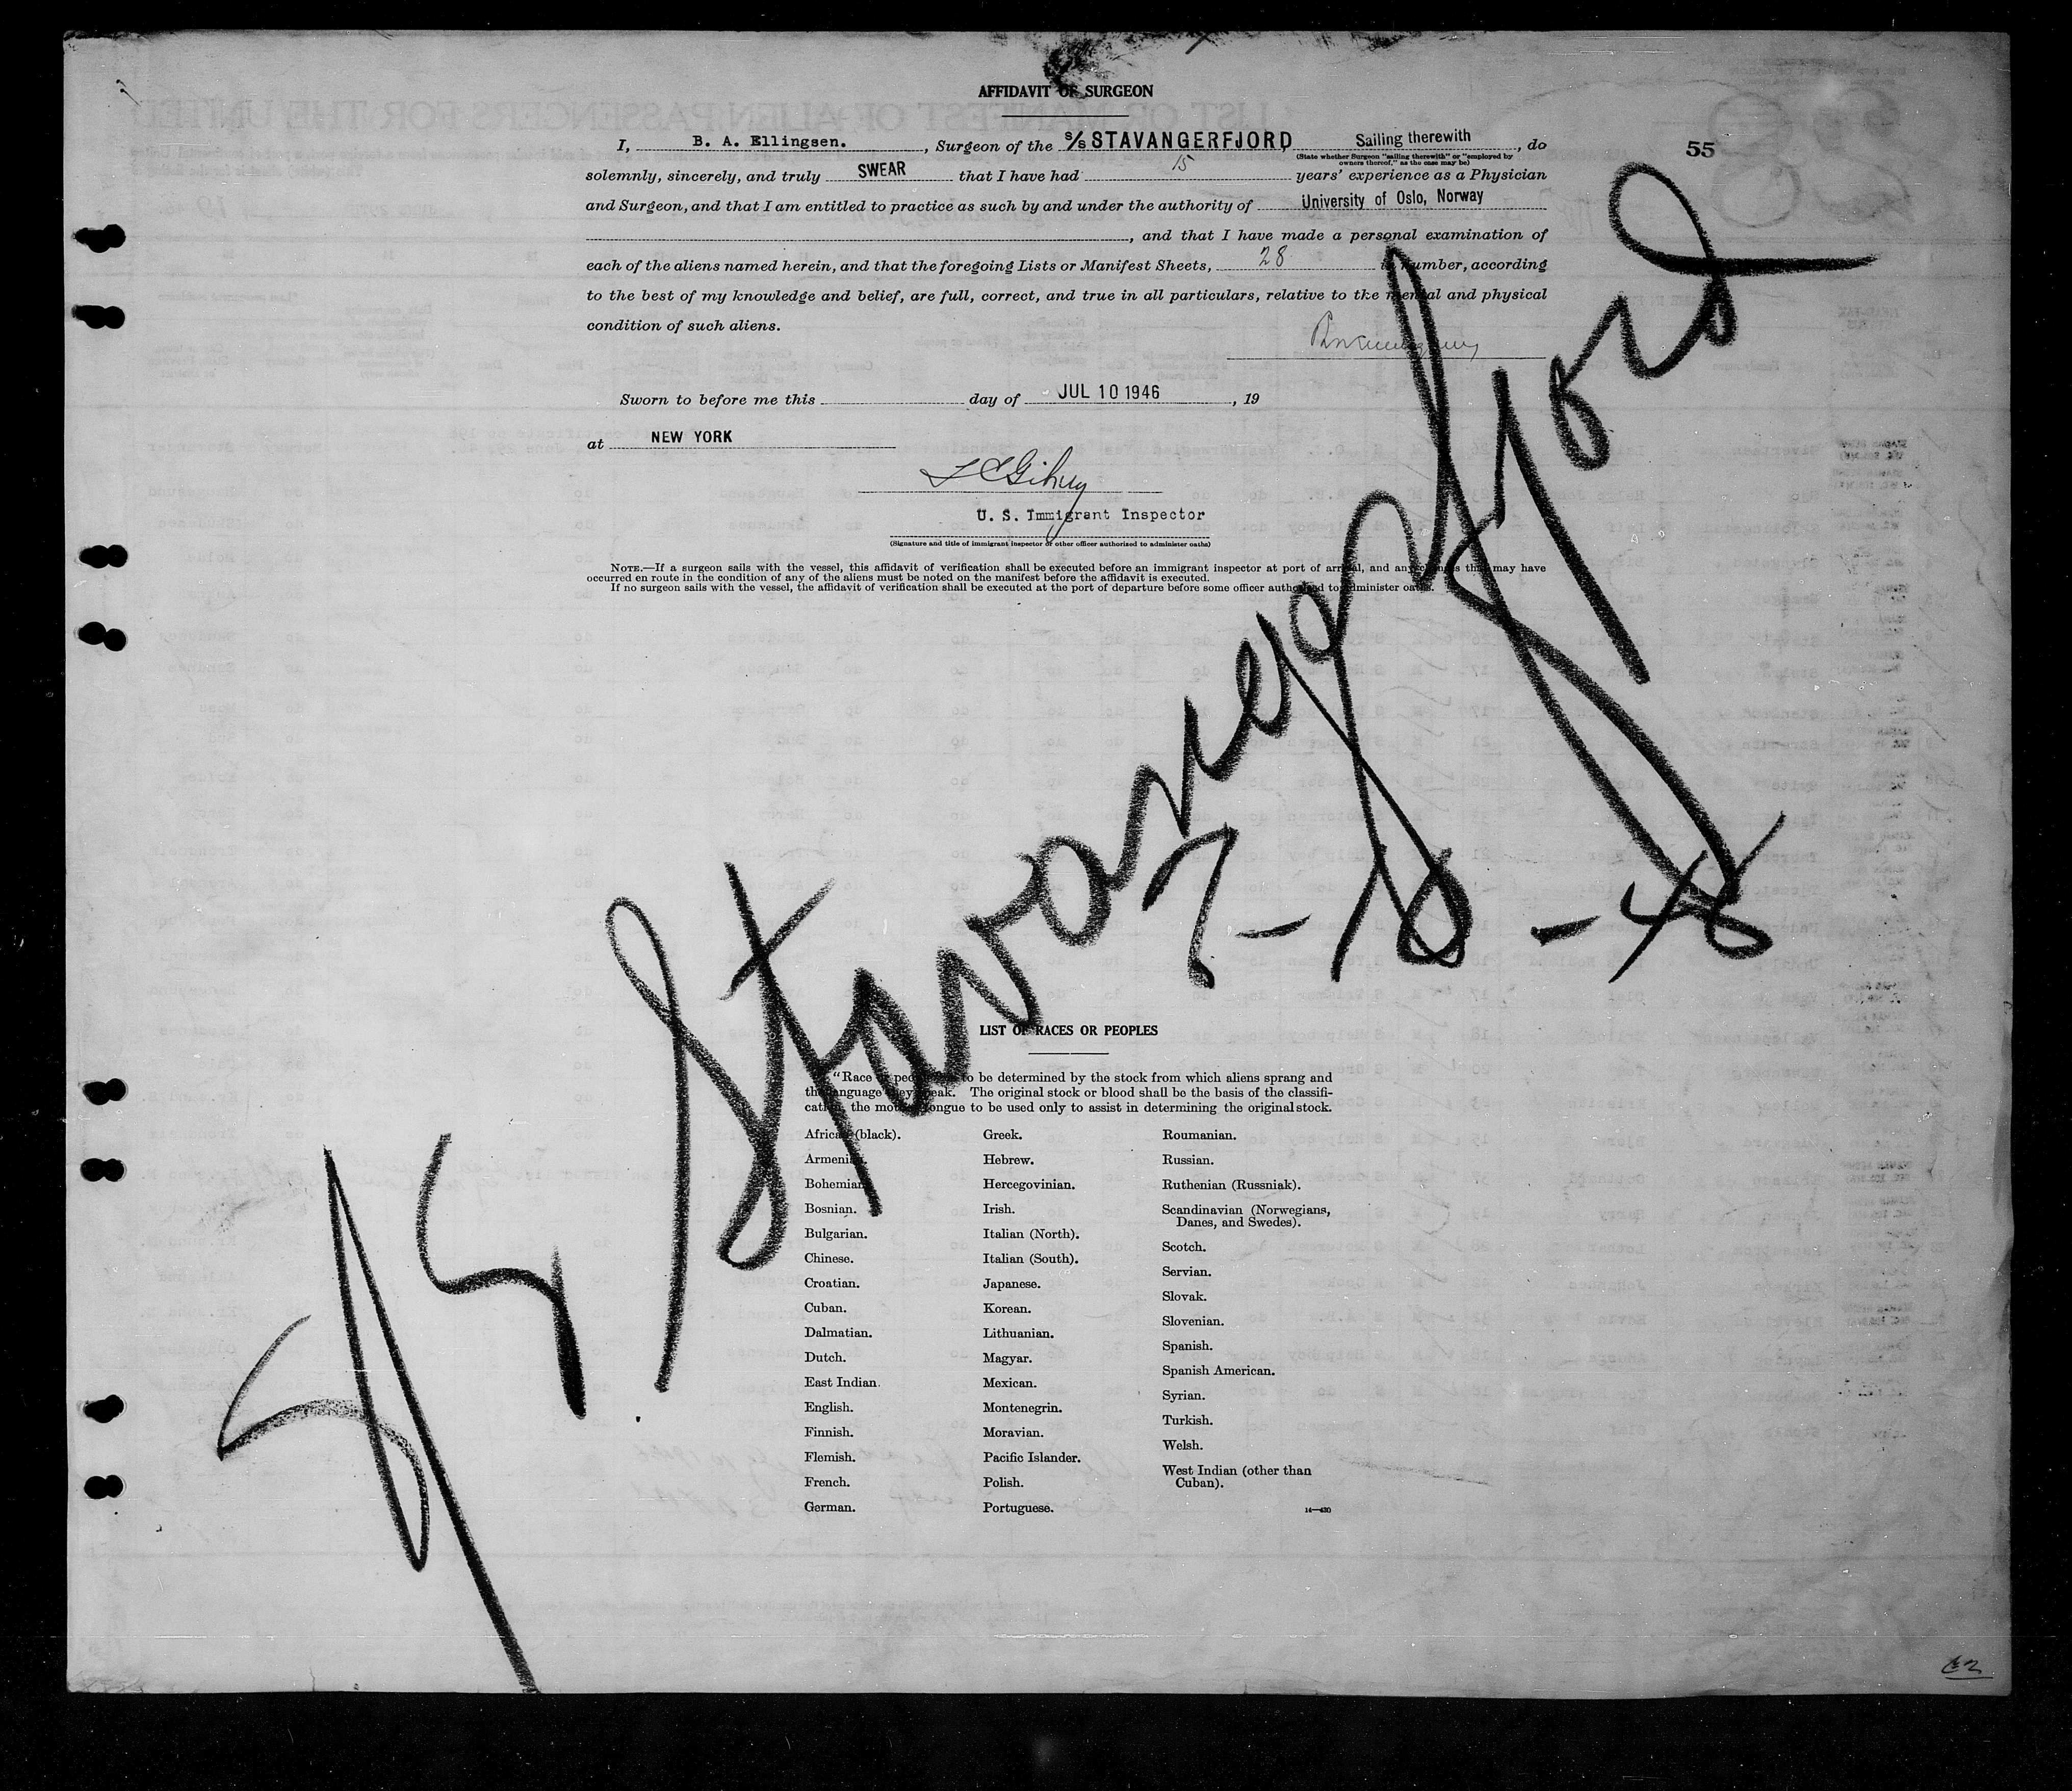 AFFIDAVIT OF SURGEON
I, B. A. Ellingsen. , Surgeon of the S/S STAVANGERFJORD, Sailing therewith , do
55
(State whether Surgeon "sailing therewith" or "employed by
owners thereof," as the case may be)
solemnly, sincerely, and truly SWEAR that I have had 15 years' experience as a Physician
and Surgeon, and that I am entitled to practice as such by and under the authority of University of Oslo, Norway
, and that I have made a personal examination of
each of the aliens named herein, and that the foregoing Lists or Manifest Sheets, 28 in number, according
to the best of my knowledge and belief, are full, correct, and true in all particulars, relative to the mental and physical
condition of such aliens.
Sworn to before me this day of JUL 10 1946 , 19
at NEW YORK
U. S. Immigrant Inspector
(Signature and title of immigrant inspector or other officer authorized to administer oaths)
NOTE.—If a surgeon sails with the vessel, this affidavit of verification shall be executed before an immigrant inspector at port of arrival, and any changes that may have
occurred en route in the condition of any of the aliens must be noted on the manifest before the affidavit is executed.
If no surgeon sails with the vessel, the affidavit of verification shall be executed at the port of departure before some officer authorized to administer oaths.
Stavangerfjord
LIST OF RACES OR PEOPLES
"Race or people" is to be determined by the stock from which aliens sprang and
the language they speak. The original stock or blood shall be the basis of the classifi-
cation, the mother tongue to be used only to assist in determining the original stock.
African (black).
Armenian.
Bohemian.
Bosnian.
Bulgarian.
Chinese.
Croatian.
Cuban.
Dalmatian.
Dutch.
East Indian.
English.
Finnish.
Flemish.
French.
German.
Greek.
Hebrew.
Hercegovinian.
Irish.
Italian (North).
Italian (South).
Japanese.
Korean.
Lithuanian.
Magyar.
Mexican.
Montenegrin.
Moravian.
Pacific Islander.
Polish.
Portuguese.
Roumanian.
Russian.
Ruthenian (Russniak).
Scandinavian (Norwegians,
Danes, and Swedes).
Scotch.
Servian.
Slovak.
Slovenian.
Spanish.
Spanish American.
Syrian.
Turkish.
Welsh.
West Indian (other than
Cuban).
14—430